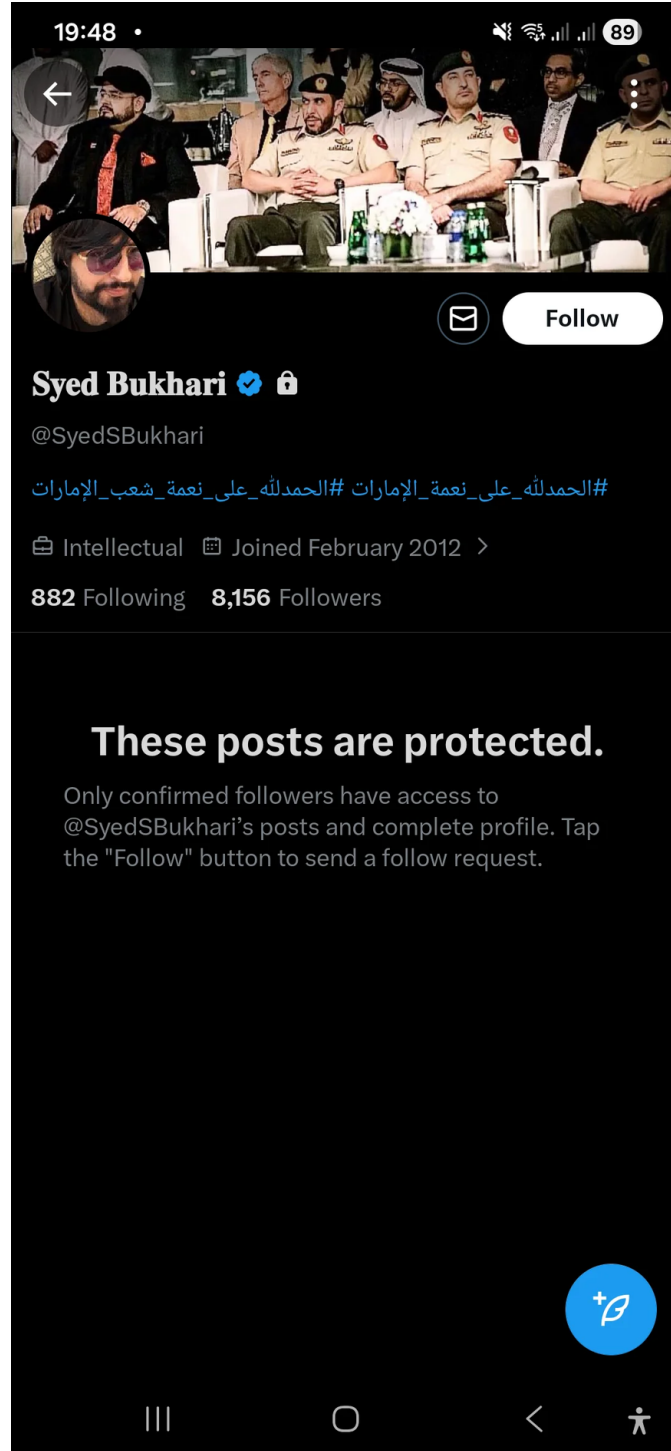 19:48
89
Follow
Syed Bukhari
@SyedSBukhari
#الحمدلله_على_نعمة_الإمارات #الحمدلله_على_نعمة_شعب_الإمارات
Intellectual Joined February 2012
882 Following 8,156 Followers
These posts are protected.
Only confirmed followers have access to
@SyedSBukhari’s posts and complete profile. Tap
the "Follow" button to send a follow request.